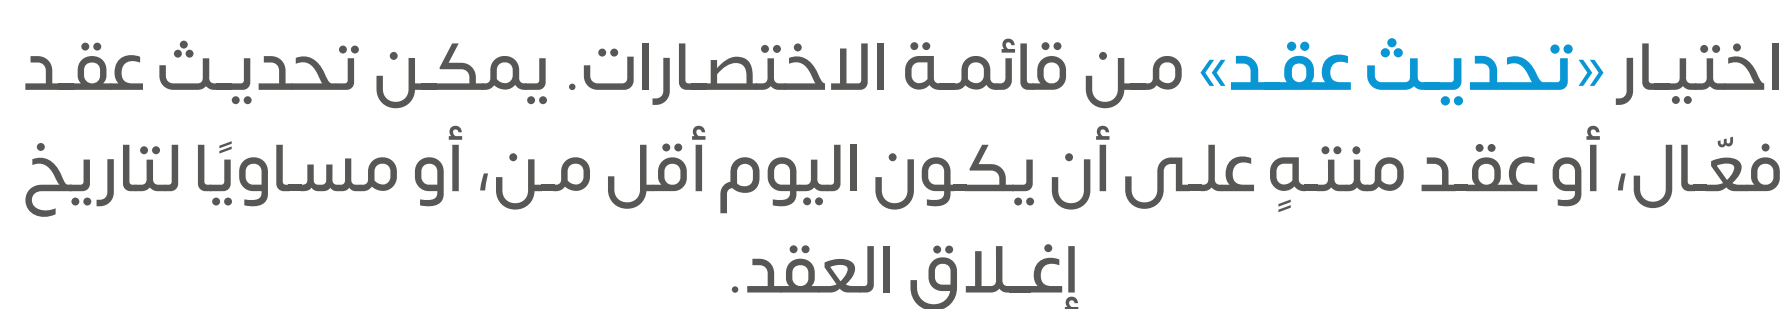 اختيار «تحديث عقد» من قائمة الاختصارات. يمكن تحديث عقد
فعّال، أو عقد منتهٍ على أن يكون اليوم أقل من، أو مساويًا لتاريخ
إغلاق العقد.